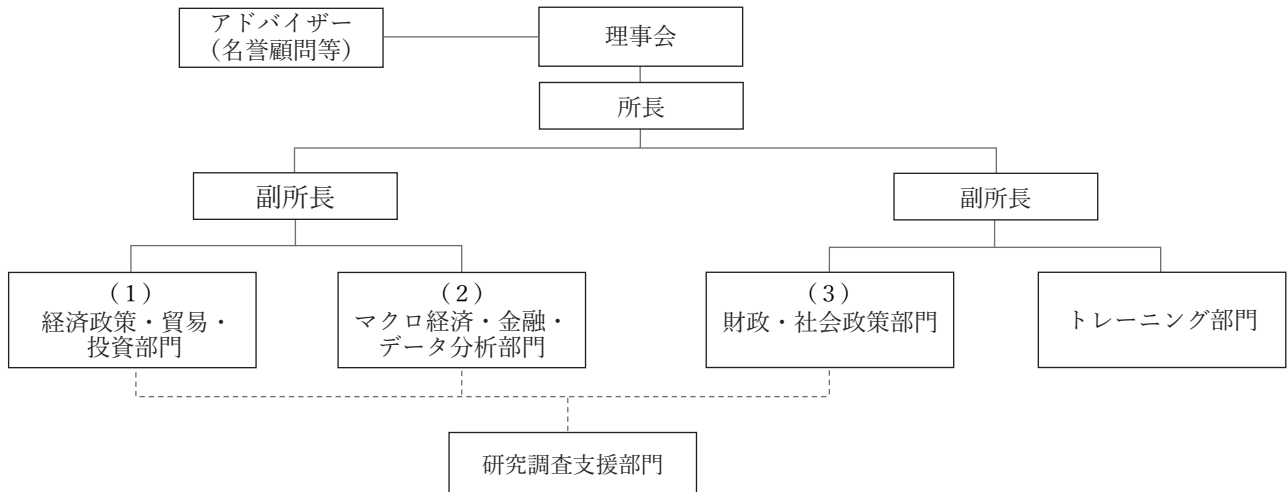 アドバイザー
（名誉顧問等）
理事会
所長
副所長
副所長
（１）
経済政策・貿易・
投資部門
（２）
マクロ経済・金融・
データ分析部門
（３）
財政・社会政策部門
トレーニング部門
研究調査支援部門